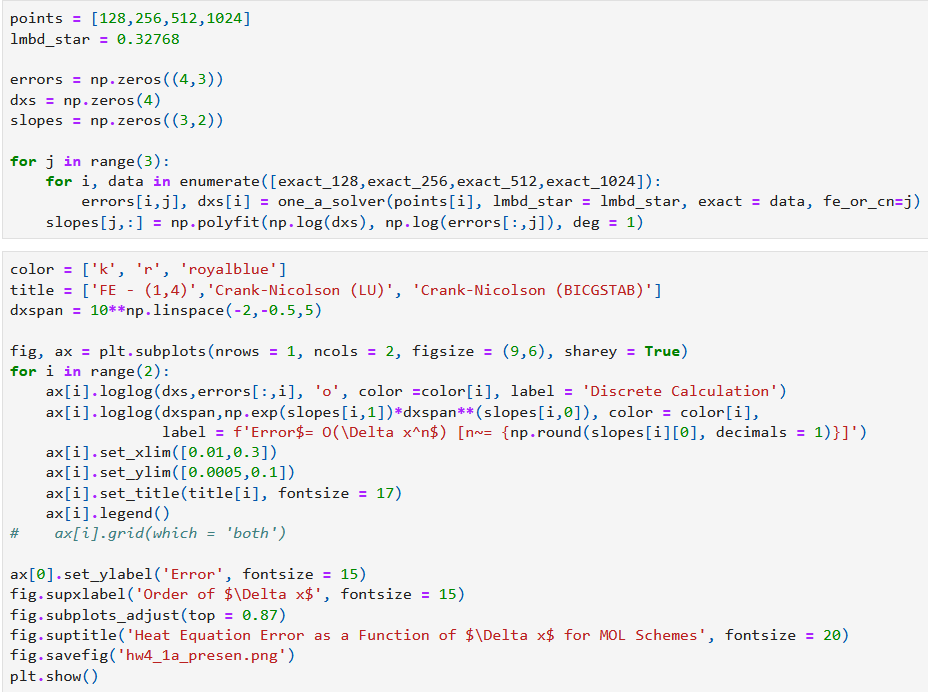 points = [128,256,512,1024]
lmbd_star = 0.32768

errors = np.zeros((4,3))
dxs = np.zeros(4)
slopes = np.zeros((3,2))

for j in range(3):
    for i, data in enumerate([exact_128,exact_256,exact_512,exact_1024]):
        errors[i,j], dxs[i] = one_a_solver(points[i], lmbd_star = lmbd_star, exact = data, fe_or_cn=j)
    slopes[j,:] = np.polyfit(np.log(dxs), np.log(errors[:,j]), deg = 1)

color = ['k', 'r', 'royalblue']
title = ['FE - (1,4)','Crank-Nicolson (LU)', 'Crank-Nicolson (BICGSTAB)']
dxspan = 10**np.linspace(-2,-0.5,5)

fig, ax = plt.subplots(nrows = 1, ncols = 2, figsize = (9,6), sharey = True)
for i in range(2):
    ax[i].loglog(dxs,errors[:,i], 'o', color =color[i], label = 'Discrete Calculation')
    ax[i].loglog(dxspan,np.exp(slopes[i,1])*dxspan**(slopes[i,0]), color = color[i],
                 label = f'Error$= O(\Delta x^n$) [n~= {np.round(slopes[i][0], decimals = 1)}]')
    ax[i].set_xlim([0.01,0.3])
    ax[i].set_ylim([0.0005,0.1])
    ax[i].set_title(title[i], fontsize = 17)
    ax[i].legend()
#    ax[i].grid(which = 'both')

ax[0].set_ylabel('Error', fontsize = 15)
fig.supxlabel('Order of $\Delta x$', fontsize = 15)
fig.subplots_adjust(top = 0.87)
fig.suptitle('Heat Equation Error as a Function of $\Delta x$ for MOL Schemes', fontsize = 20)
fig.savefig('hw4_1a_presen.png')
plt.show()